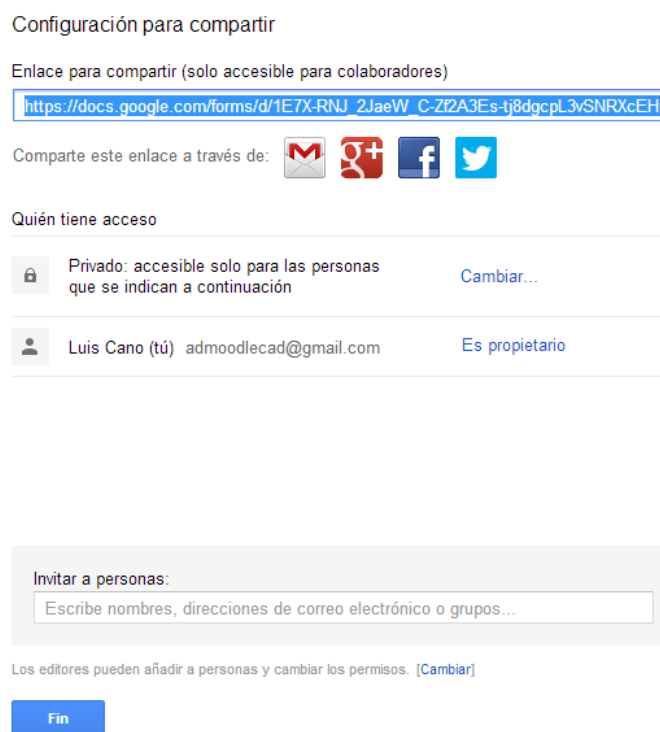 Configuración para compartir
Enlace para compartir (solo accesible para colaboradores)
https://docs.google.com/forms/d/1E7X-RNJ_2JaeW_C-Zf2A3Es-tj8dgcpL3vSNRXcEH
Comparte este enlace a través de:
Quién tiene acceso
Privado: accesible solo para las personas
que se indican a continuación
Cambiar...
Luis Cano (tú) admoodlecad@gmail.com
Es propietario
Invitar a personas:
Escribe nombres, direcciones de correo electrónico o grupos...
Los editores pueden añadir a personas y cambiar los permisos. [Cambiar]
Fin